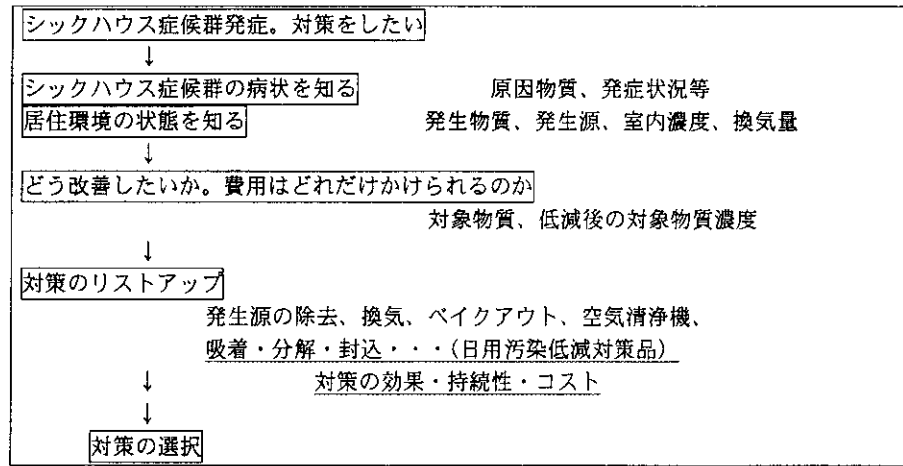 シックハウス症候群発症。対策をしたい
↓
シックハウス症候群の病状を知る　原因物質、発症状況等
居住環境の状態を知る　発生物質、発生源、室内濃度、換気量
↓
どう改善したいか。費用はどれだけかけられるのか
対象物質、低減後の対象物質濃度
↓
対策のリストアップ
発生源の除去、換気、ベイクアウト、空気清浄機、
吸着・分解・封込・・・(日用汚染低減対策品)
↓　対策の効果・持続性・コスト
↓
対策の選択